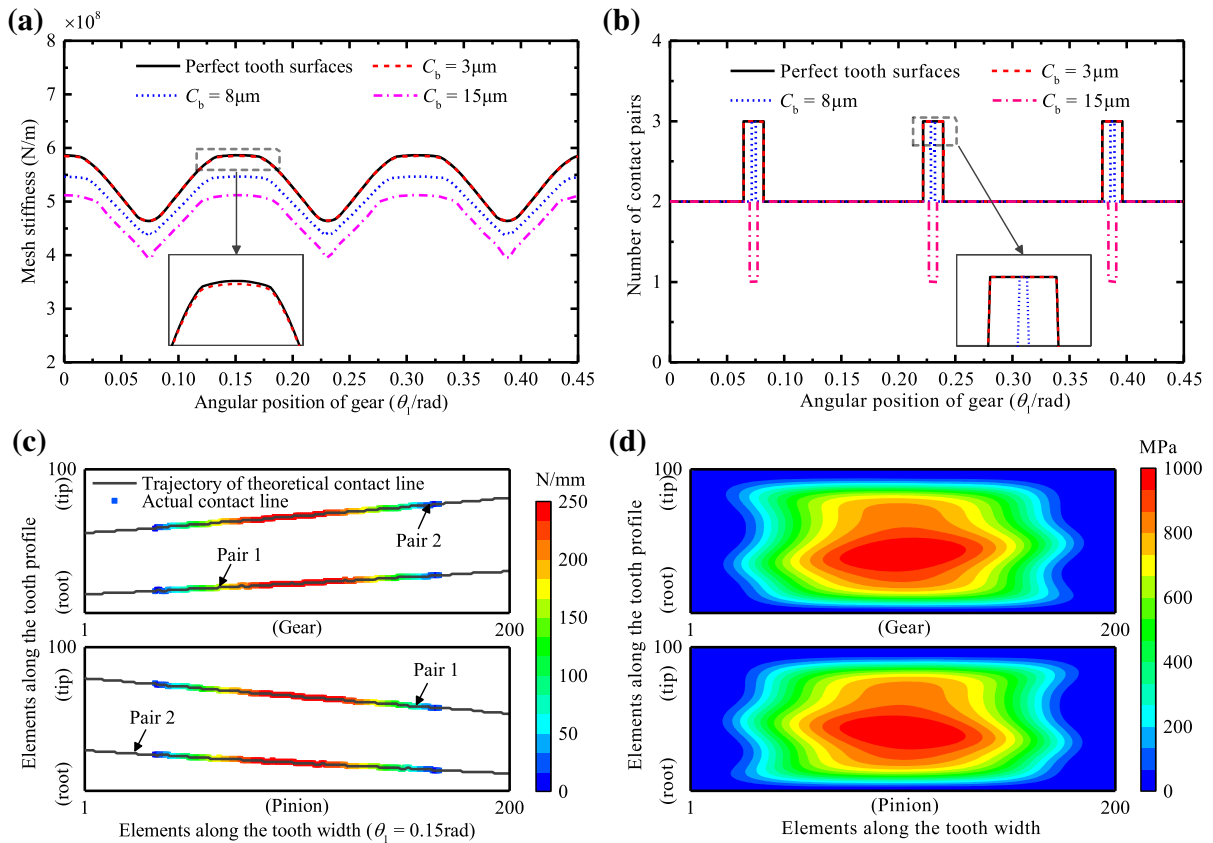 (a)
×10⁸
8
7
6
5
4
3
2
Mesh stiffness (N/m)
Perfect tooth surfaces
C_b = 3μm
C_b = 8μm
C_b = 15μm
0 0.05 0.10 0.15 0.20 0.25 0.30 0.35 0.40 0.45
Angular position of gear (θ₁/rad)
(b)
4
3
2
1
0
Number of contact pairs
Perfect tooth surfaces
C_b = 3μm
C_b = 8μm
C_b = 15μm
0 0.05 0.10 0.15 0.20 0.25 0.30 0.35 0.40 0.45
Angular position of gear (θ₁/rad)
(c)
Elements along the tooth profile
100
(tip)
(root)
Trajectory of theoretical contact line
Actual contact line
Pair 2
Pair 1
1 (Gear) 200
100
(tip)
(root)
Pair 1
Pair 2
1 (Pinion) 200
Elements along the tooth width (θ₁ = 0.15rad)
N/mm
250
200
150
100
50
0
(d)
Elements along the tooth profile
100
(tip)
(root)
1 (Gear) 200
100
(tip)
(root)
1 (Pinion) 200
Elements along the tooth width
MPa
1000
800
600
400
200
0